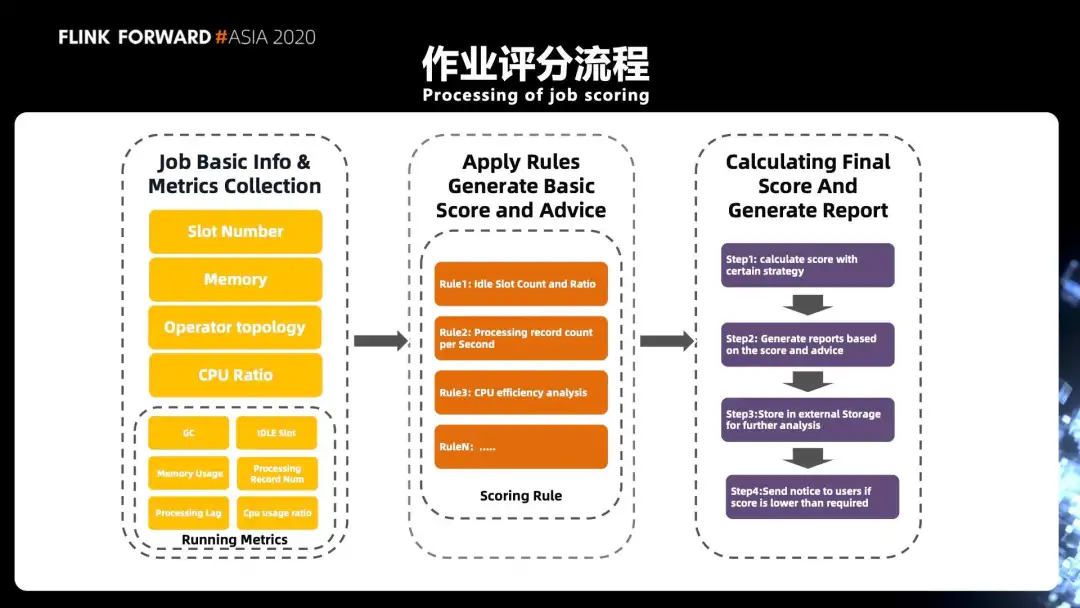 FLINK FORWARD #ASIA 2020
作业评分流程
Processing of job scoring
Job Basic Info &
Metrics Collection
Slot Number
Memory
Operator topology
CPU Ratio
GC
IDLE Slot
Memory Usage
Processing
Record Num
Processing Lag
Cpu usage ratio
Running Metrics
Apply Rules
Generate Basic
Score and Advice
Rule1: Idle Slot Count and Ratio
Rule2: Processing record count
per Second
Rule3: CPU efficiency analysis
RuleN: .....
Scoring Rule
Calculating Final
Score And
Generate Report
Step1: calculate score with
certain strategy
Step2: Generate reports based
on the score and advice
Step3:Store in external Storage
for further analysis
Step4:Send notice to users if
score is lower than required